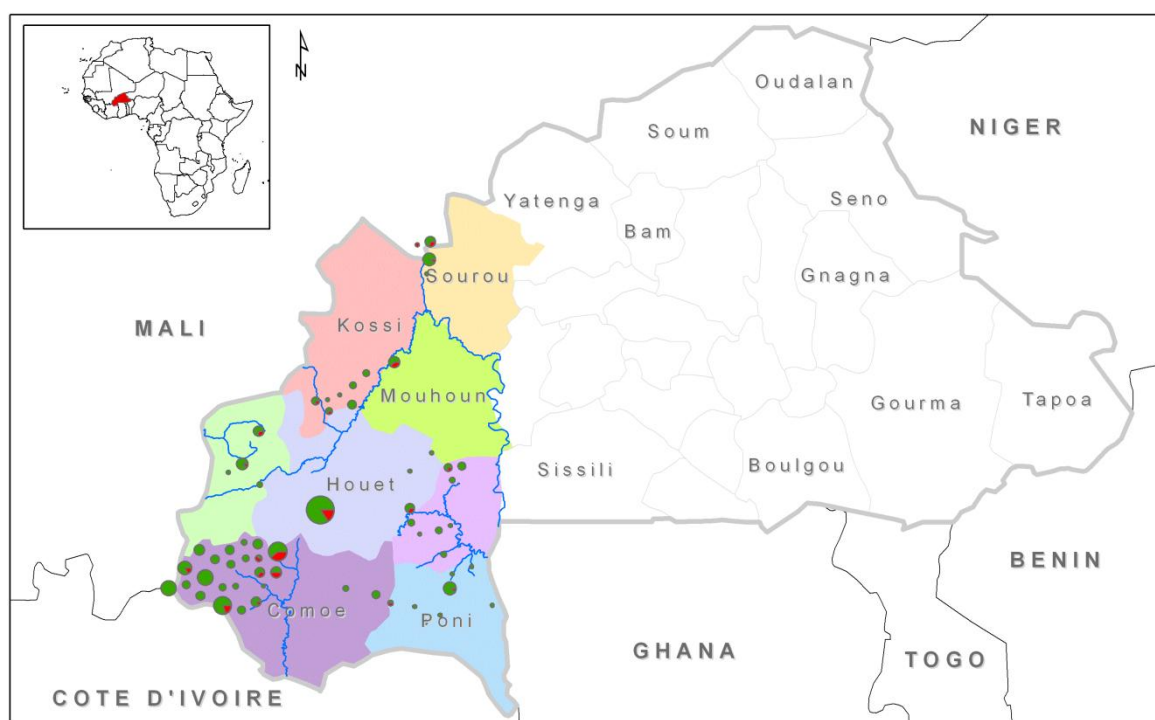 N
Oudalan
Soum
NIGER
Yatenga
Seno
Bam
Sourou
Gnagna
MALI
Kossi
Mouhoun
Gourma
Tapoa
Sissili
Boulgou
Houet
BENIN
Comoe
Poni
GHANA
TOGO
COTE D'IVOIRE